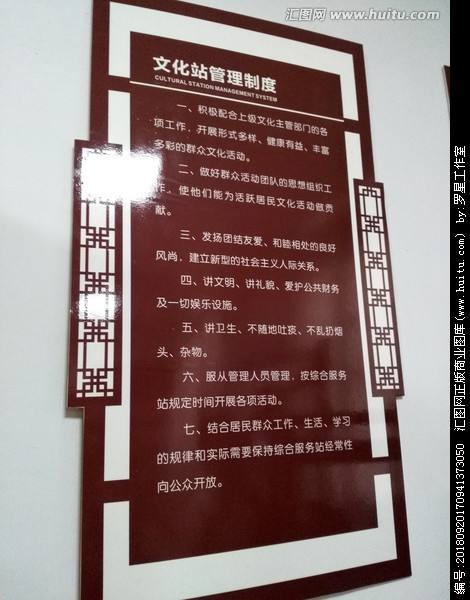 汇图网 www.huitu.com
文化站管理制度
CULTURAL STATION MANAGEMENT SYSTEM
一、积极配合上级文化主管部门的各
项工作，开展形式多样、健康有益、丰富
多彩的群众文化活动。
二、做好群众活动团队的思想组织工
作，使他们能为活跃居民文化活动做贡
献。
三、发扬团结友爱、和睦相处的良好
风尚，建立新型的社会主义人际关系。
四、讲文明、讲礼貌、爱护公共财务
及一切娱乐设施。
五、讲卫生、不随地吐痰、不乱扔烟
头、杂物。
六、服从管理人员管理，按综合服务
站规定时间开展各项活动。
七、结合居民群众工作、生活、学习
的规律和实际需要保持综合服务站经常性
向公众开放。
编号:20180920170941373050 汇图网正版商业图库(www.huitu.com) by:罗星工作室